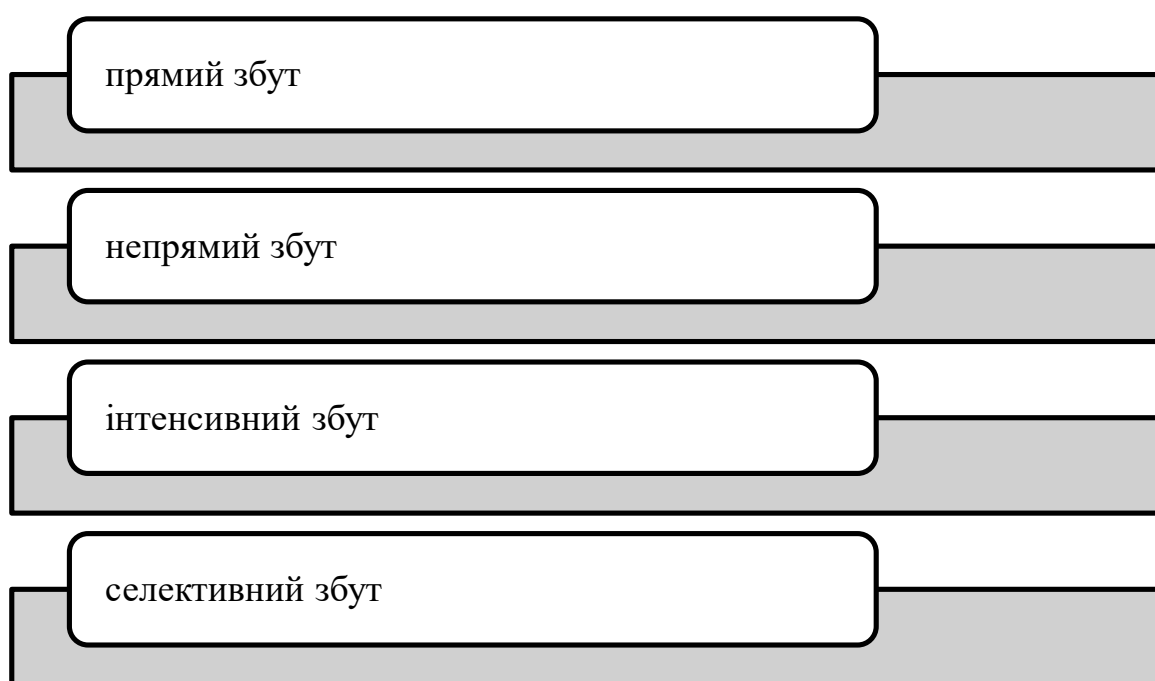 прямий збут
непрямий збут
інтенсивний збут
селективний збут